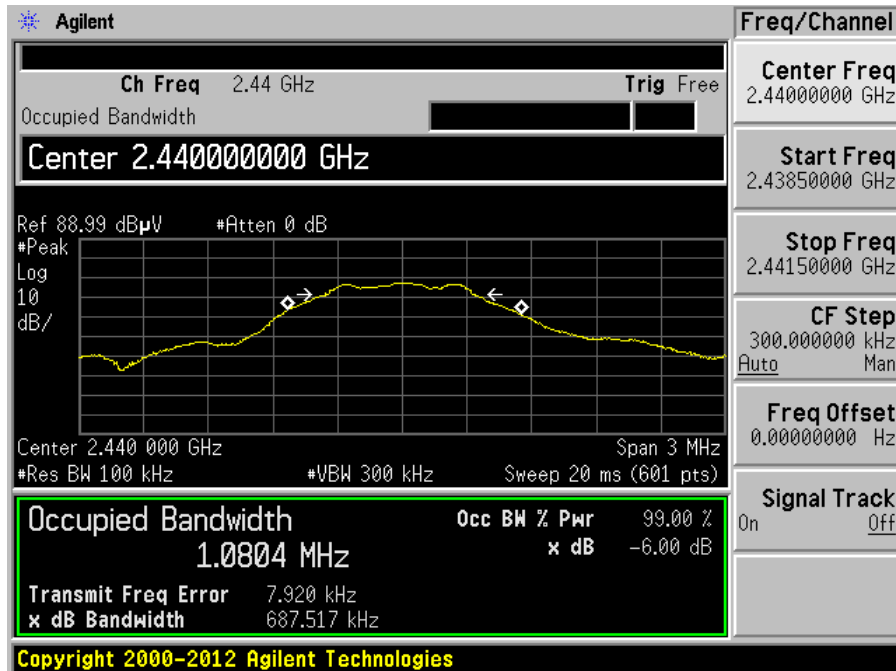 Agilent
Freq/Channel
Ch Freq 2.44 GHz Trig Free
Occupied Bandwidth
Center 2.440000000 GHz
Ref 88.99 dBµV #Atten 0 dB
#Peak
Log
10
dB/
Center 2.440 000 GHz Span 3 MHz
#Res BW 100 kHz #VBW 300 kHz Sweep 20 ms (601 pts)
Occupied Bandwidth Occ BW % Pwr 99.00 %
1.0804 MHz x dB -6.00 dB
Transmit Freq Error 7.920 kHz
x dB Bandwidth 687.517 kHz
Center Freq
2.44000000 GHz
Start Freq
2.43850000 GHz
Stop Freq
2.44150000 GHz
CF Step
300.000000 kHz
Auto Man
Freq Offset
0.00000000 Hz
Signal Track
On Off
Copyright 2000-2012 Agilent Technologies